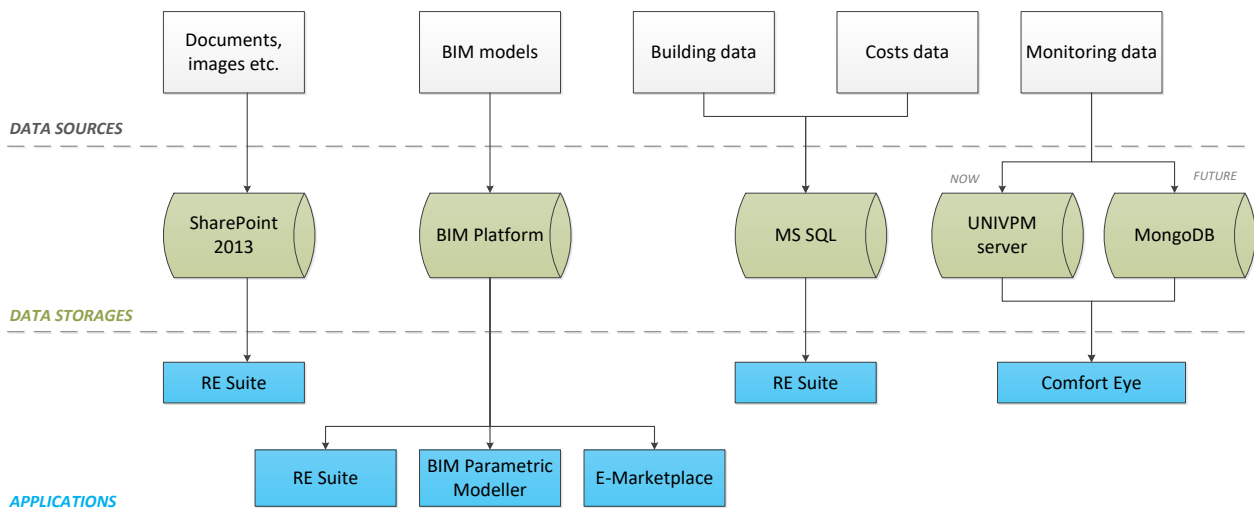 Documents,
images etc.
BIM models
Building data
Costs data
Monitoring data
DATA SOURCES
NOW
FUTURE
SharePoint
2013
BIM Platform
MS SQL
UNIVPM
server
MongoDB
DATA STORAGES
RE Suite
RE Suite
Comfort Eye
RE Suite
BIM Parametric
Modeller
E-Marketplace
APPLICATIONS